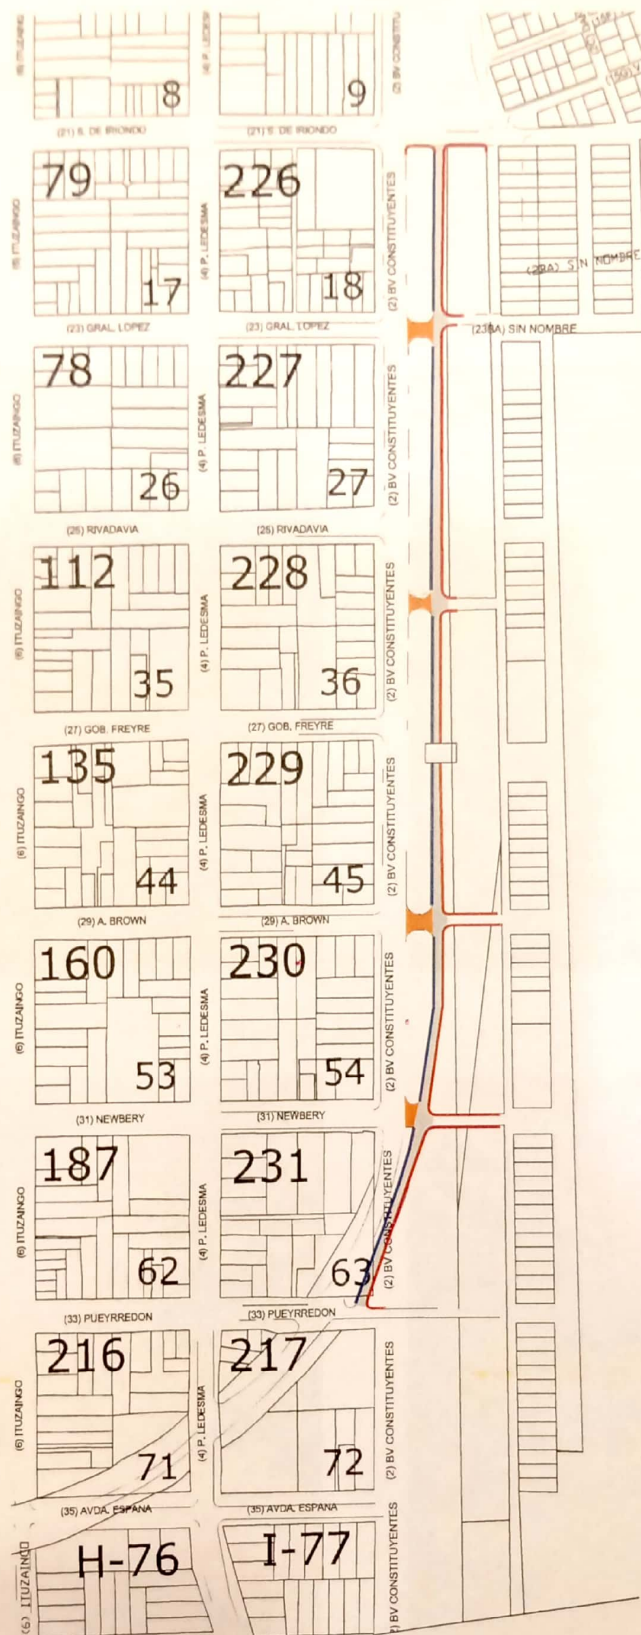 (6) ITUZAINGO
(4) P. LEDESMA
(2) BV CONSTITU
8
9
(21) S. DE IRIONDO
(21) S. DE IRIONDO
79
226
(6) ITUZAINGO
(4) P. LEDESMA
(2) BV CONSTITUYENTES
17
18
(23) GRAL. LOPEZ
(23) GRAL. LOPEZ
SIN NOMBRE
SIN NOMBRE
78
227
(6) ITUZAINGO
(4) P. LEDESMA
(2) BV CONSTITUYENTES
26
27
(25) RIVADAVIA
(25) RIVADAVIA
112
228
(6) ITUZAINGO
(4) P. LEDESMA
(2) BV CONSTITUYENTES
35
36
(27) GOB. FREYRE
(27) GOB. FREYRE
135
229
(6) ITUZAINGO
(4) P. LEDESMA
(2) BV CONSTITUYENTES
44
45
(29) A. BROWN
(29) A. BROWN
160
230
(6) ITUZAINGO
(4) P. LEDESMA
(2) BV CONSTITUYENTES
53
54
(31) NEWBERY
(31) NEWBERY
187
231
(6) ITUZAINGO
(4) P. LEDESMA
(2) BV CONSTITUYENTES
62
63
(33) PUEYRREDON
(33) PUEYRREDON
216
217
(6) ITUZAINGO
(4) P. LEDESMA
(2) BV CONSTITUYENTES
71
72
(35) AVDA. ESPAÑA
(35) AVDA. ESPAÑA
H-76
I-77
(6) ITUZAINGO
2) BV CONSTITUYENTES